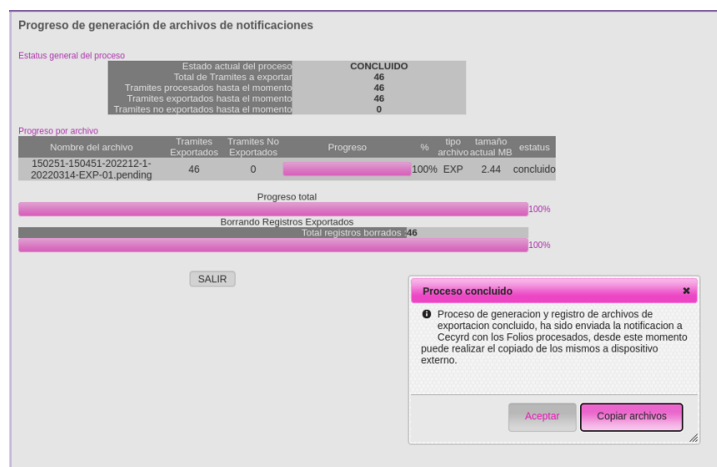 Progreso de generación de archivos de notificaciones
Estatus general del proceso
Estado actual del proceso CONCLUIDO
Total de Tramites a exportar 46
Tramites procesados hasta el momento 46
Tramites exportados hasta el momento 46
Tramites no exportados hasta el momento 0
Progreso por archivo
Nombre del archivo Tramites Exportados Tramites No Exportados Progreso % tipo archivo tamaño actual MB estatus
150251-150451-202212-1-
20220314-EXP-01.pending 46 0 100% EXP 2.44 concluido
Progreso total
100%
Borrando Registros Exportados
Total registros borrados :46
100%
SALIR
Proceso concluido
Proceso de generacion y registro de archivos de
exportacion concluido, ha sido enviada la notificacion a
Cecyrd con los Folios procesados, desde este momento
puede realizar el copiado de los mismos a dispositivo
externo.
Aceptar Copiar archivos